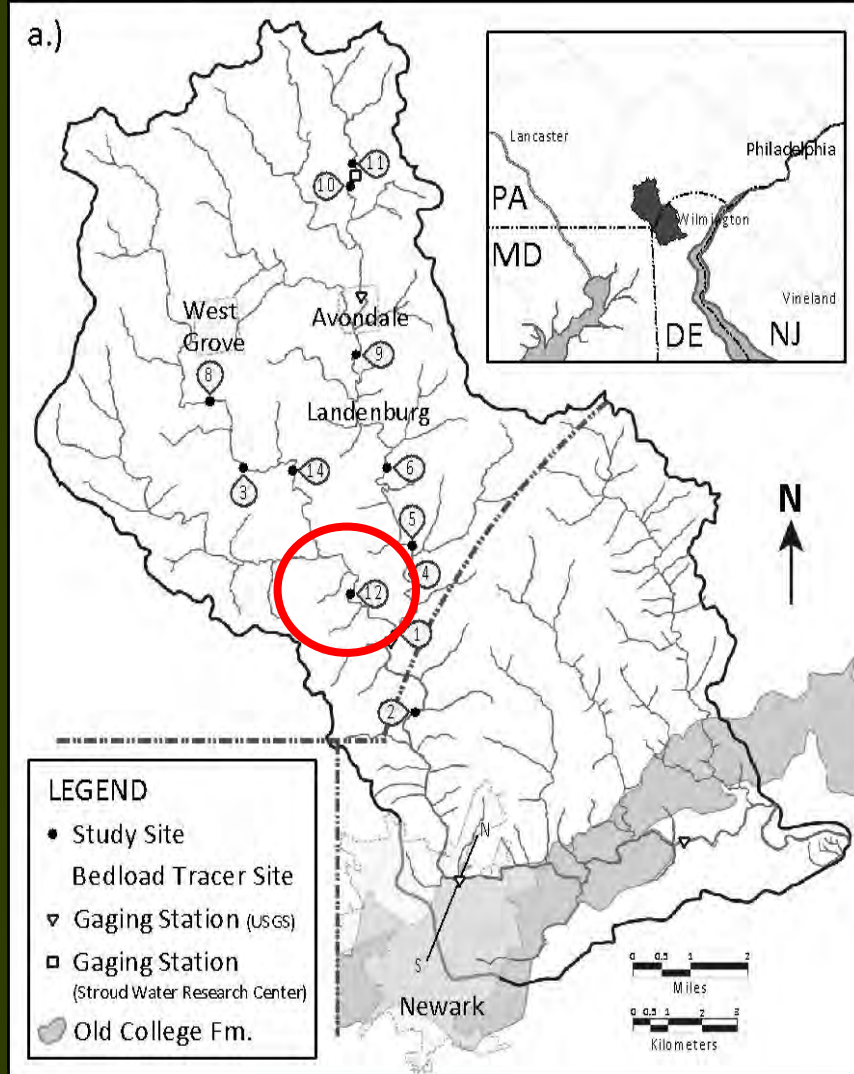 a.)
Lancaster
Philadelphia
PA
Wilmington
MD
Vineland
DE
NJ
11
10
West
Grove
Avondale
8
9
Landenburg
14
6
3
5
4
12
1
2
N
LEGEND
Study Site
Bedload Tracer Site
Gaging Station (USGS)
Gaging Station
(Stroud Water Research Center)
Old College Fm.
N
S
Newark
0 0.5 1 2
Miles
0 0.5 1 2 3
Kilometers